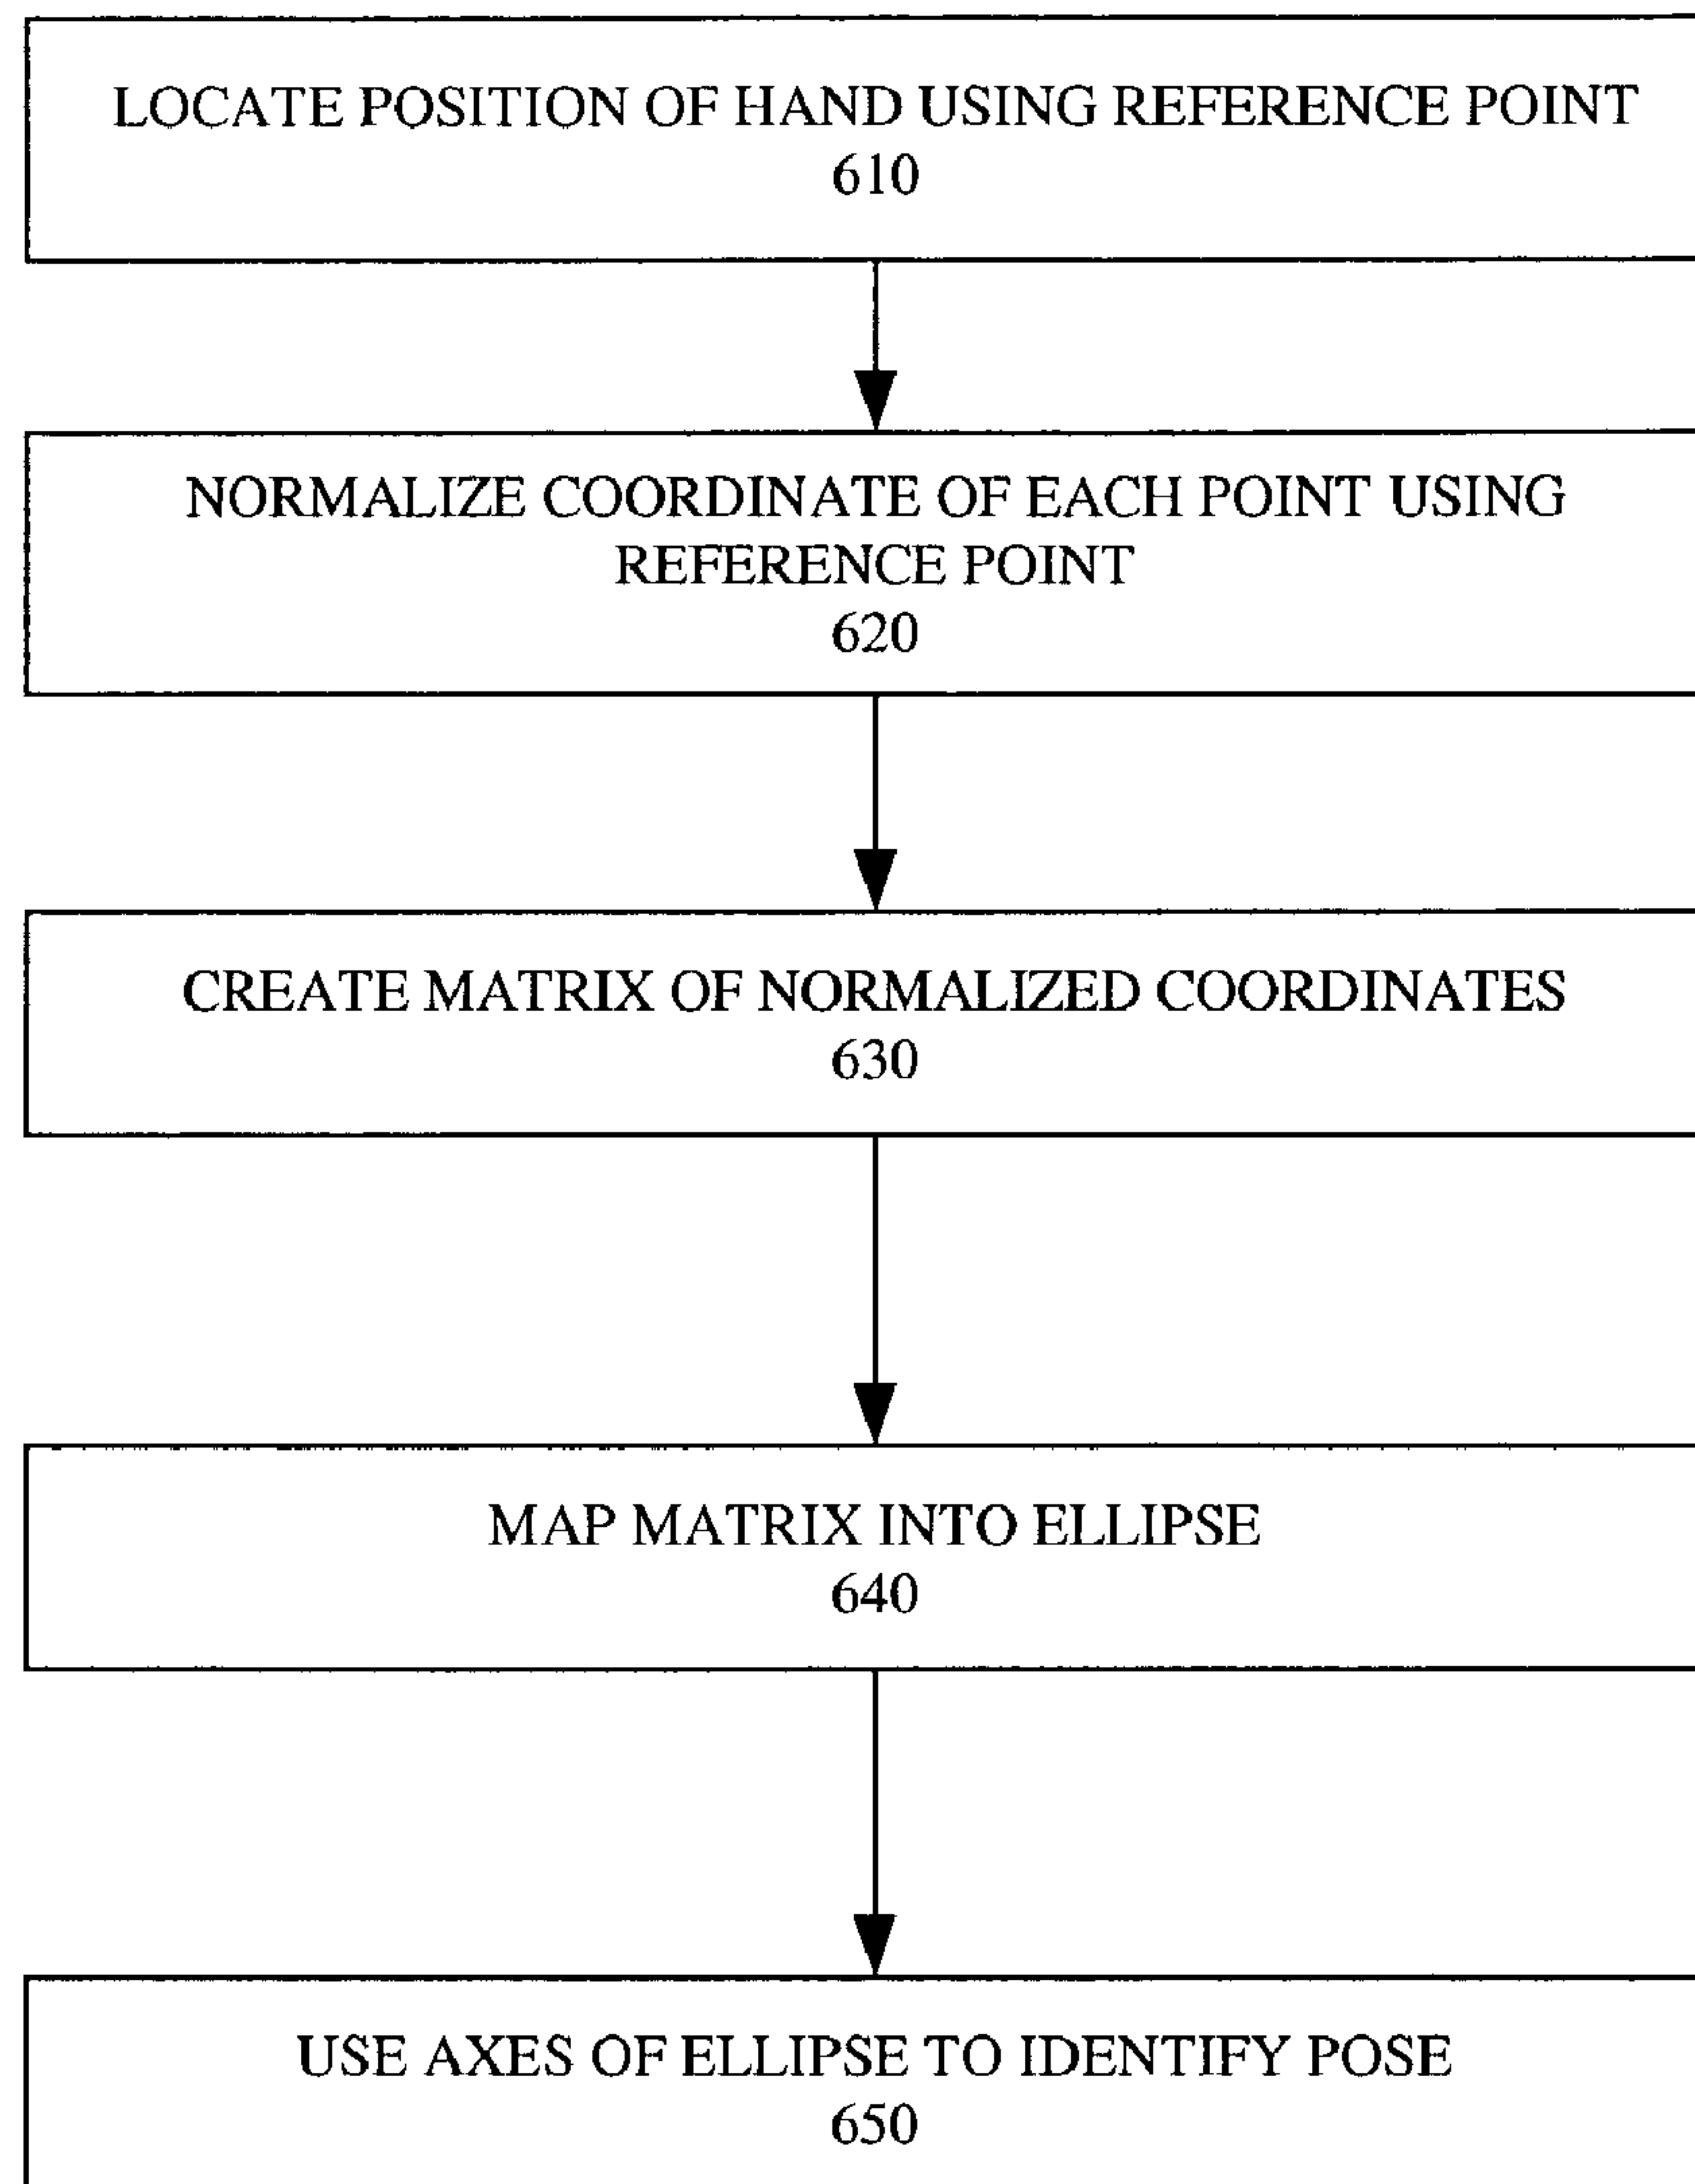 LOCATE POSITION OF HAND USING REFERENCE POINT
610
NORMALIZE COORDINATE OF EACH POINT USING
REFERENCE POINT
620
CREATE MATRIX OF NORMALIZED COORDINATES
630
MAP MATRIX INTO ELLIPSE
640
USE AXES OF ELLIPSE TO IDENTIFY POSE
650